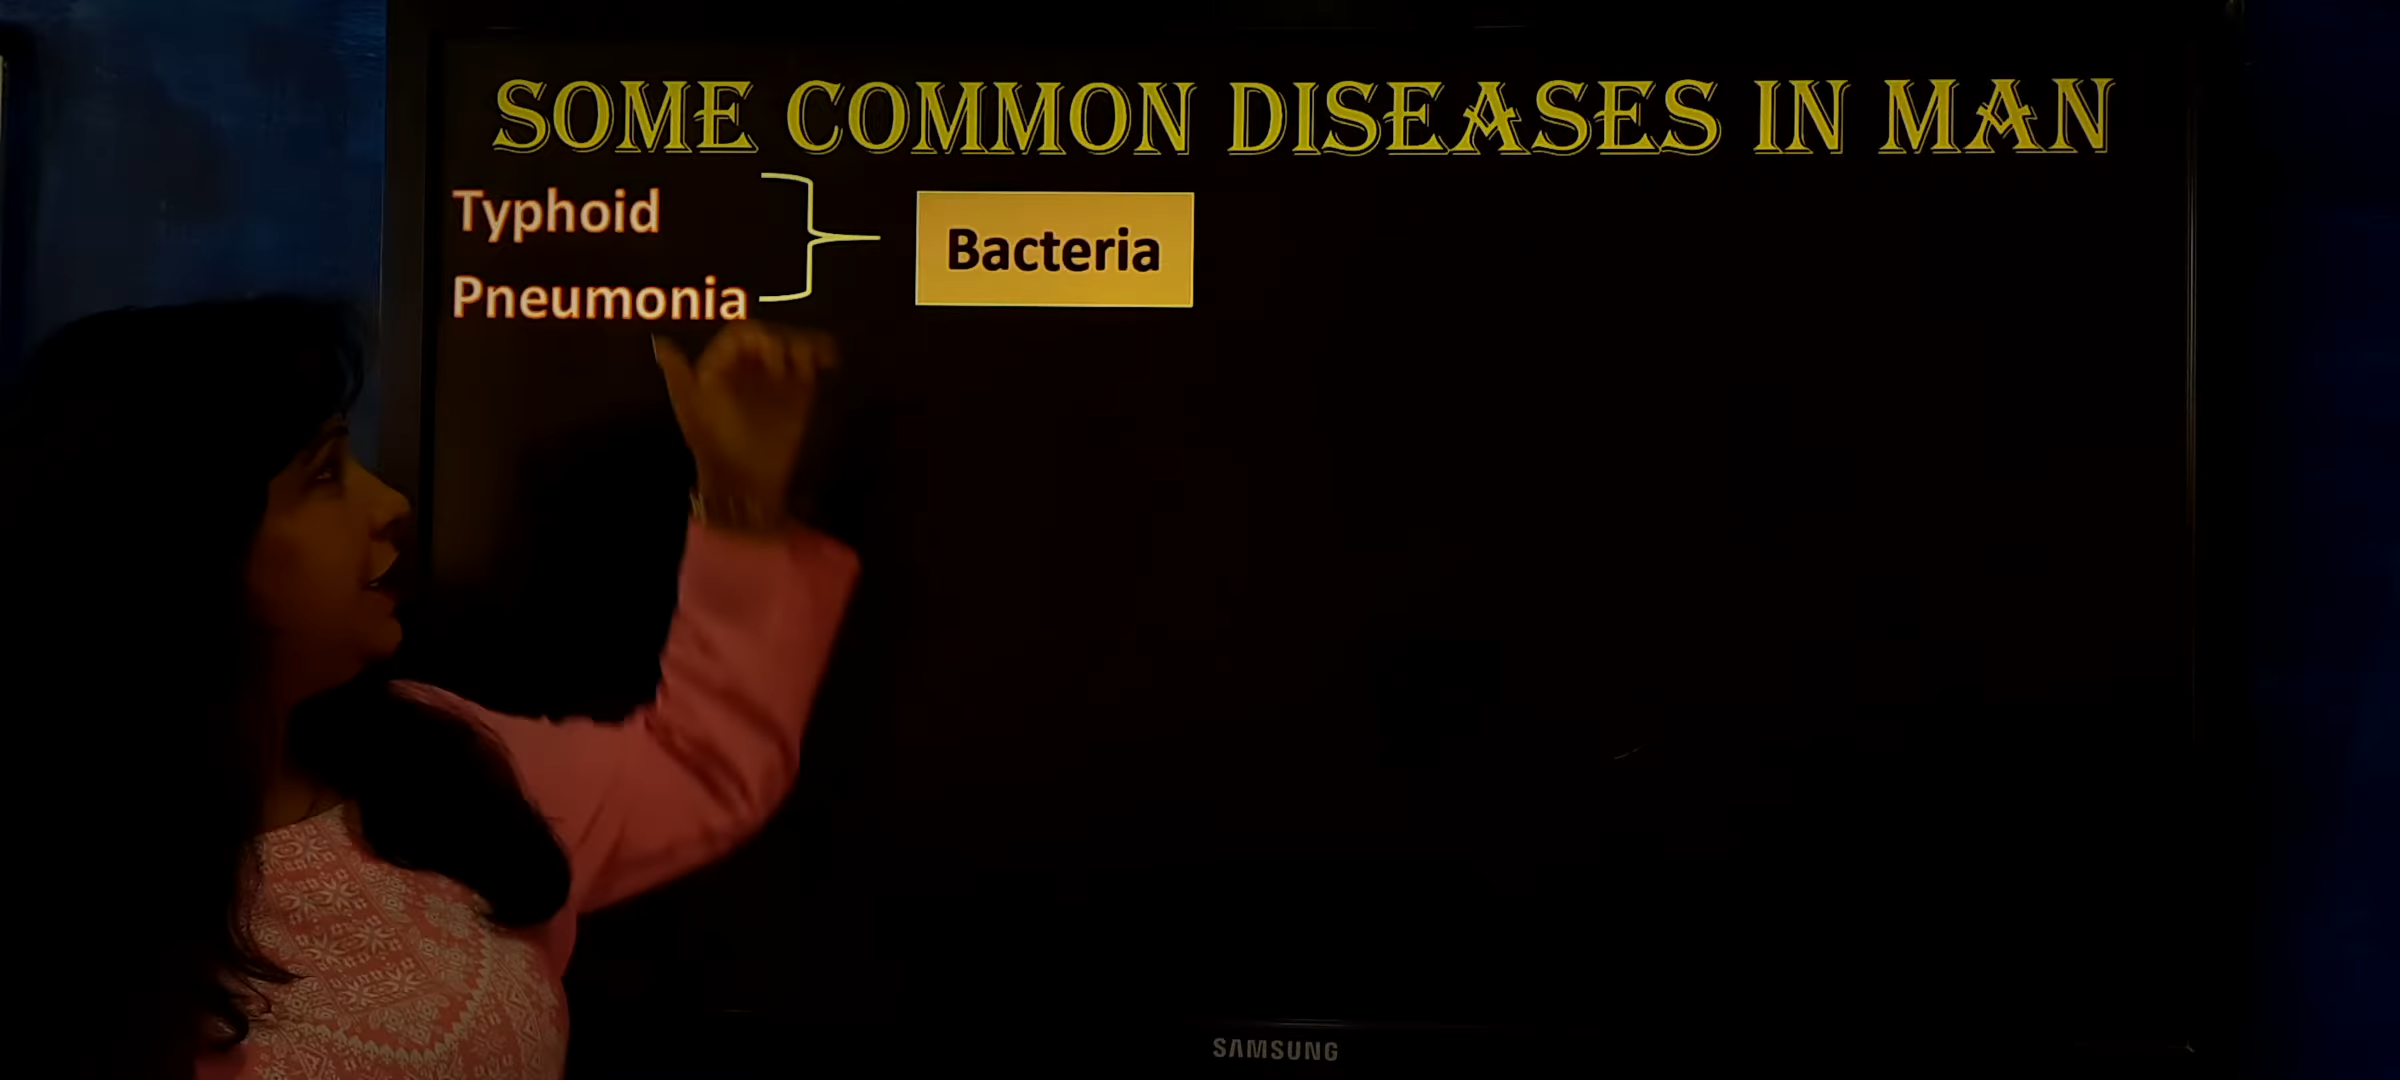 SOME COMMON DISEASES IN MAN
Typhoid
Bacteria
Pneumonia
SAMSUNG